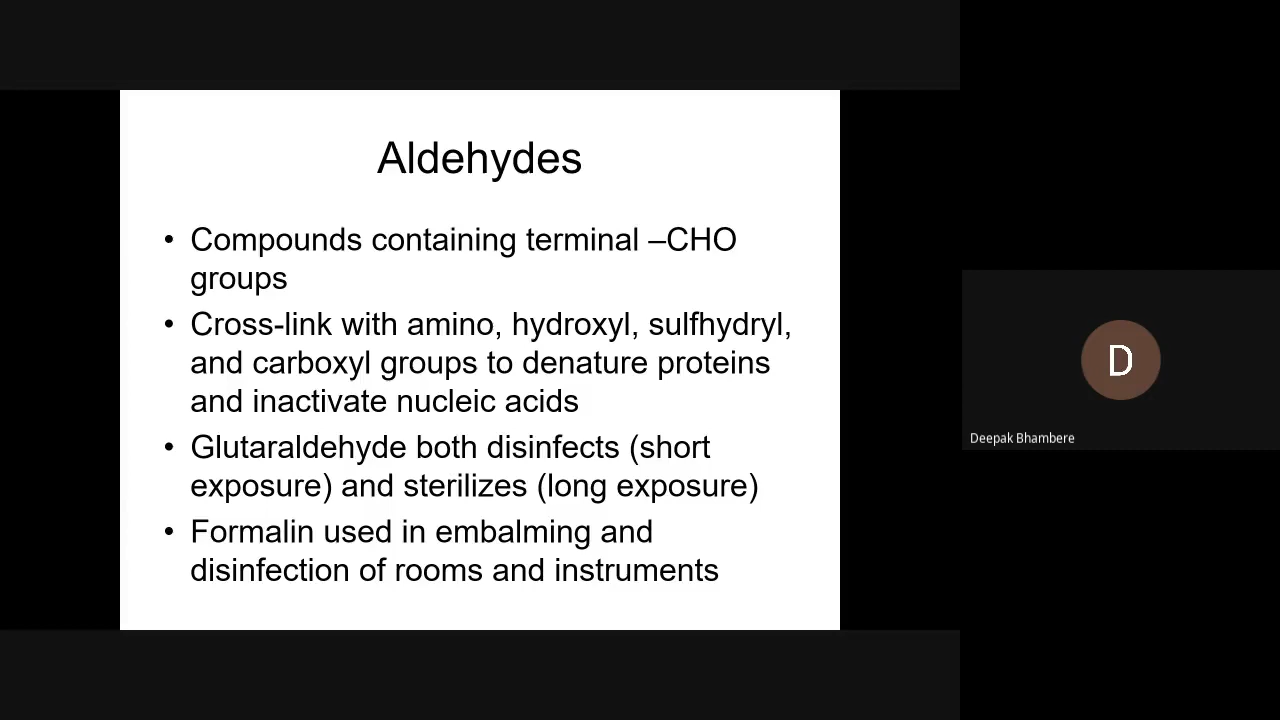 Aldehydes
• Compounds containing terminal –CHO
groups
• Cross-link with amino, hydroxyl, sulfhydryl,
and carboxyl groups to denature proteins
and inactivate nucleic acids
• Glutaraldehyde both disinfects (short
exposure) and sterilizes (long exposure)
• Formalin used in embalming and
disinfection of rooms and instruments
D
Deepak Bhambere